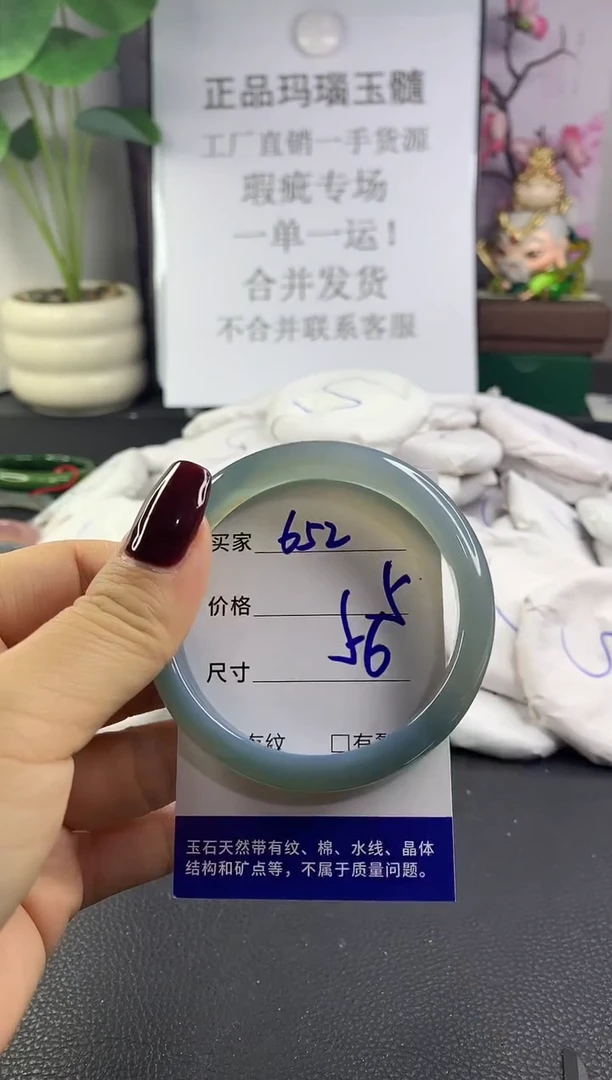 正品玛瑙玉髓
工厂直销一手货源
瑕疵专场
一单一运!
合并发货
不合并联系客服
买家 652
价格 5
尺寸 56
纹 □有
玉石天然带有纹、棉、水线、晶体
结构和矿点等，不属于质量问题。